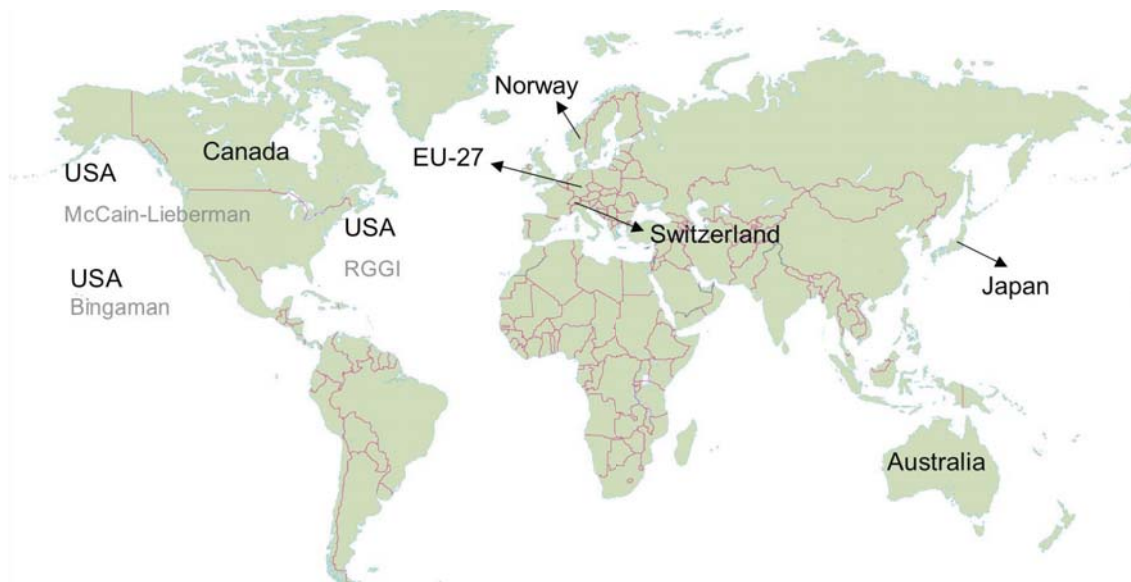 Norway
Canada
EU-27
USA
McCain-Lieberman
USA
Switzerland
RGGI
USA
Japan
Bingaman
Australia